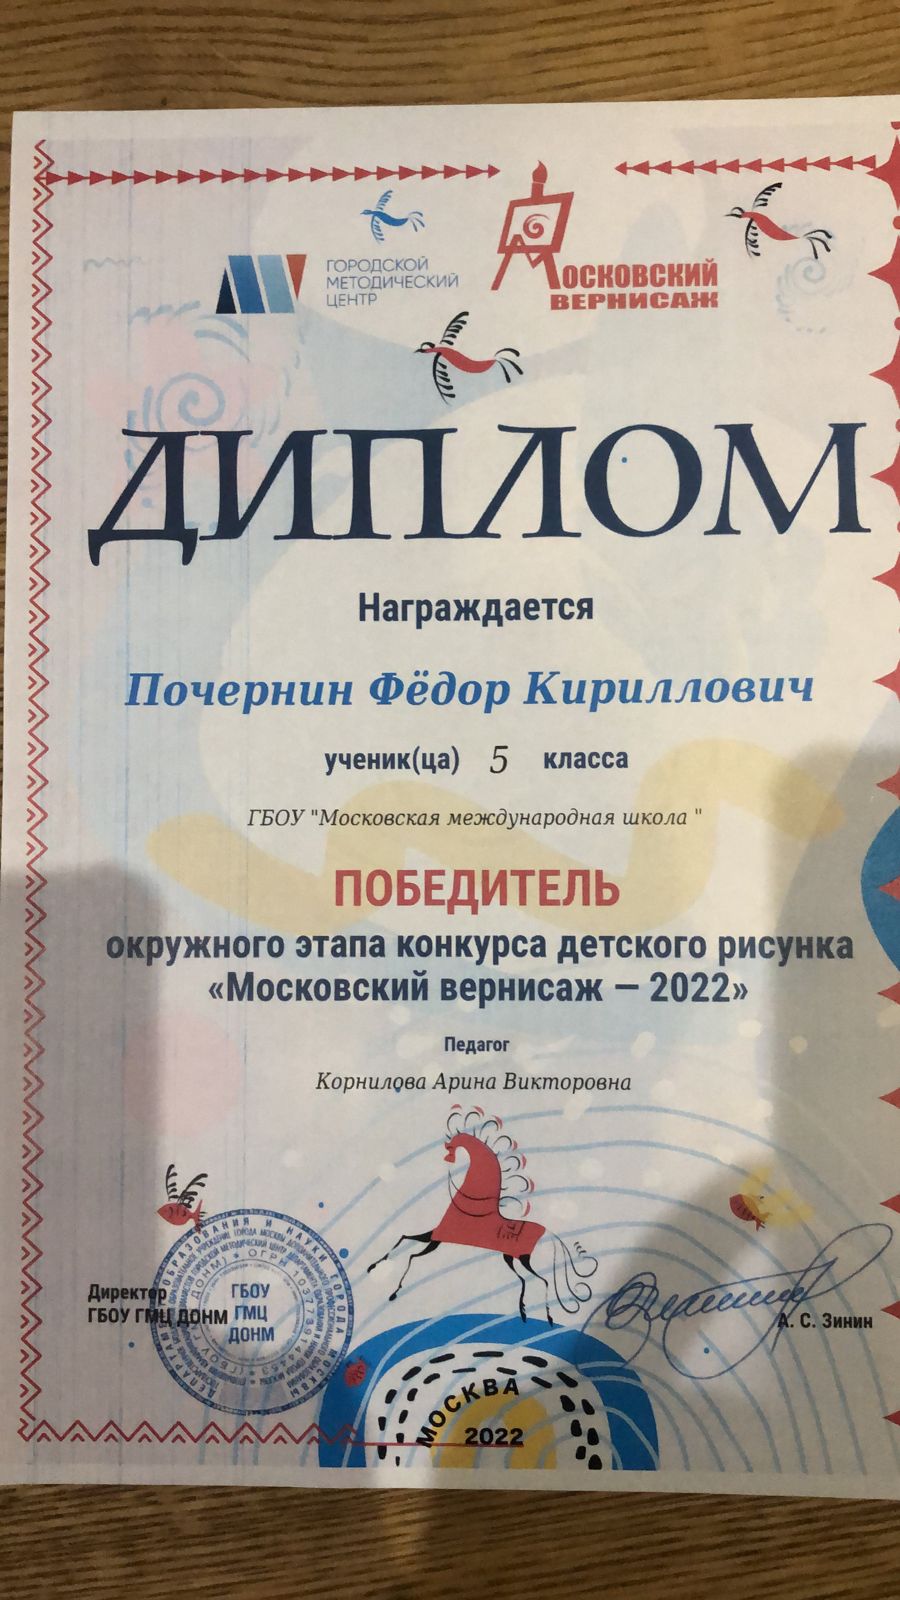 ГОРОДСКОЙ
МЕТОДИЧЕСКИЙ
ЦЕНТР
МОСКОВСКИЙ
ВЕРНИСАЖ
ДИПЛОМ
Награждается
Почернин Фёдор Кириллович
ученик(ца) 5 класса
ГБОУ "Московская международная школа "
ПОБЕДИТЕЛЬ
окружного этапа конкурса детского рисунка
«Московский вернисаж — 2022»
Педагог
Корнилова Арина Викторовна
Директор
ГБОУ ГМЦ ДОНМ
ГБОУ
ГМЦ
ДОНМ
А. С. Зинин
МОСКВА
2022